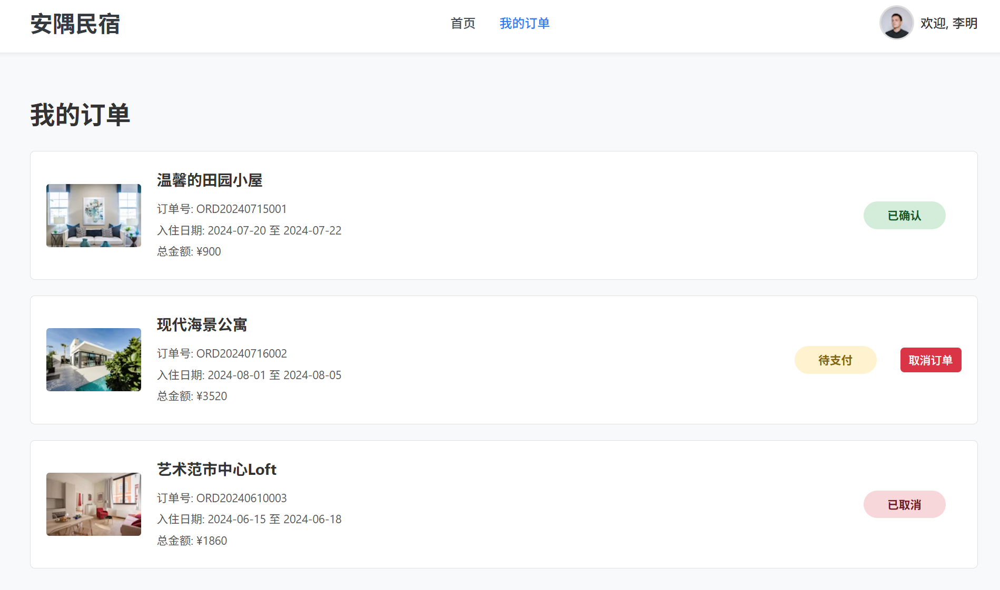 安隅民宿
首页
我的订单
欢迎, 李明
我的订单
温馨的田园小屋
订单号: ORD20240715001
入住日期: 2024-07-20 至 2024-07-22
总金额: ¥900
已确认
现代海景公寓
订单号: ORD20240716002
入住日期: 2024-08-01 至 2024-08-05
总金额: ¥3520
待支付
取消订单
艺术范市中心Loft
订单号: ORD20240610003
入住日期: 2024-06-15 至 2024-06-18
总金额: ¥1860
已取消